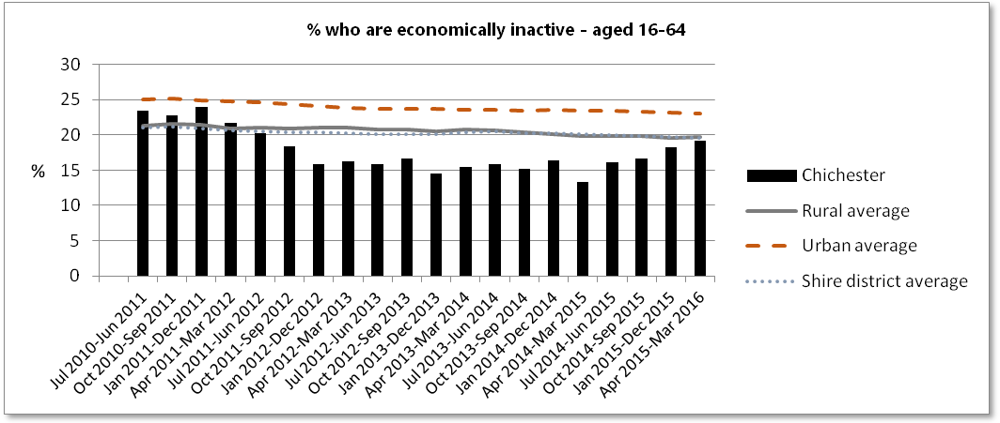 % who are economically inactive - aged 16-64
30
25
20
15
10
5
0
%
Jul 2010-Jun 2011
Oct 2010-Sep 2011
Jan 2011-Dec 2011
Apr 2011-Mar 2012
Jul 2011-Jun 2012
Oct 2011-Sep 2012
Jan 2012-Dec 2012
Apr 2012-Mar 2013
Jul 2012-Jun 2013
Oct 2012-Sep 2013
Jan 2013-Dec 2013
Apr 2013-Mar 2014
Jul 2013-Jun 2014
Oct 2013-Sep 2014
Jan 2014-Dec 2014
Apr 2014-Mar 2015
Jul 2014-Jun 2015
Oct 2014-Sep 2015
Jan 2015-Dec 2015
Apr 2015-Mar 2016
Chichester
Rural average
Urban average
Shire district average